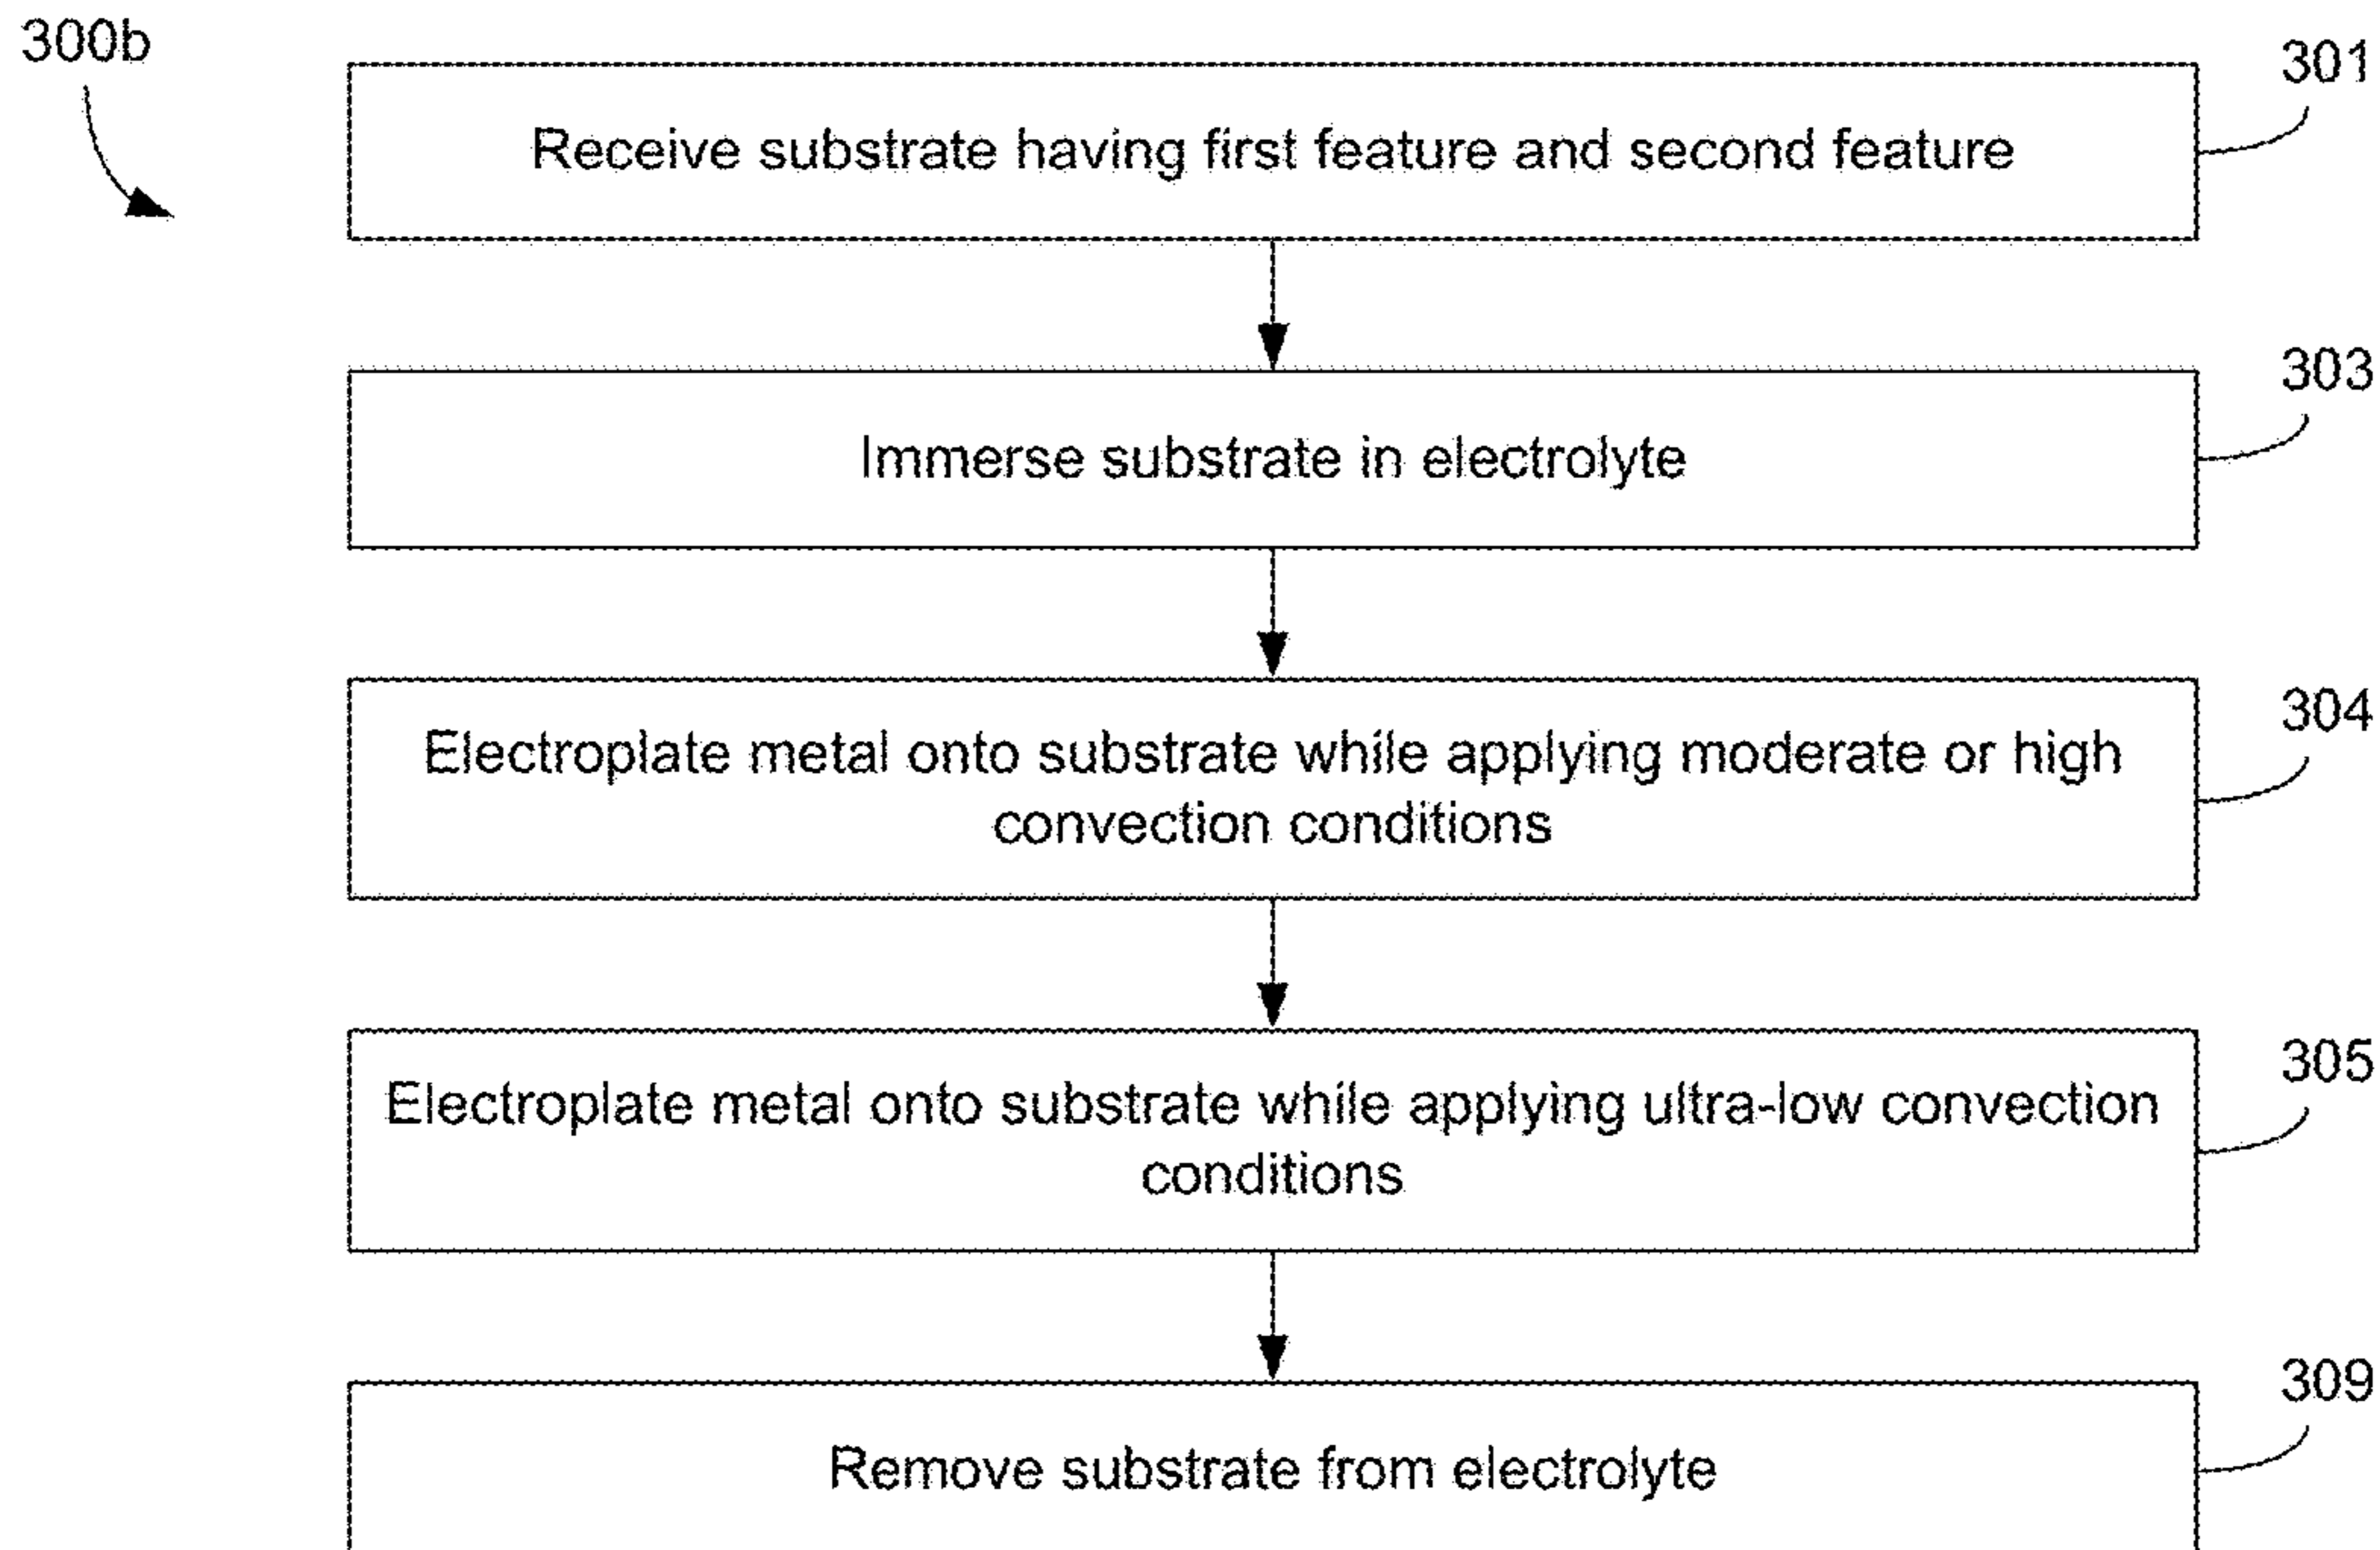 300b
301
Receive substrate having first feature and second feature
303
Immerse substrate in electrolyte
304
Electroplate metal onto substrate while applying moderate or high
convection conditions
305
Electroplate metal onto substrate while applying ultra-low convection
conditions
309
Remove substrate from electrolyte